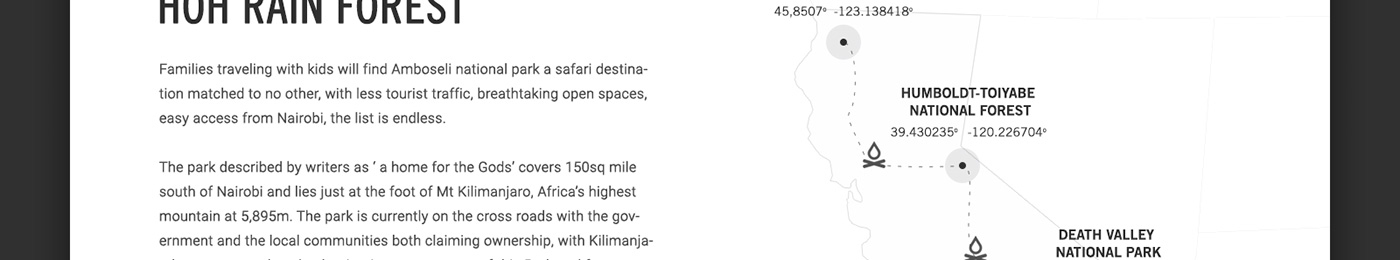 HOH RAIN FOREST
Families traveling with kids will find Amboseli national park a safari destina-
tion matched to no other, with less tourist traffic, breathtaking open spaces,
easy access from Nairobi, the list is endless.
The park described by writers as ‘ a home for the Gods’ covers 150sq mile
south of Nairobi and lies just at the foot of Mt Kilimanjaro, Africa’s highest
mountain at 5,895m. The park is currently on the cross roads with the gov-
ernment and the local communities both claiming ownership, with Kilimanja-
45,8507° -123.138418°
HUMBOLDT-TOIYABE
NATIONAL FOREST
39.430235° -120.226704°
DEATH VALLEY
NATIONAL PARK